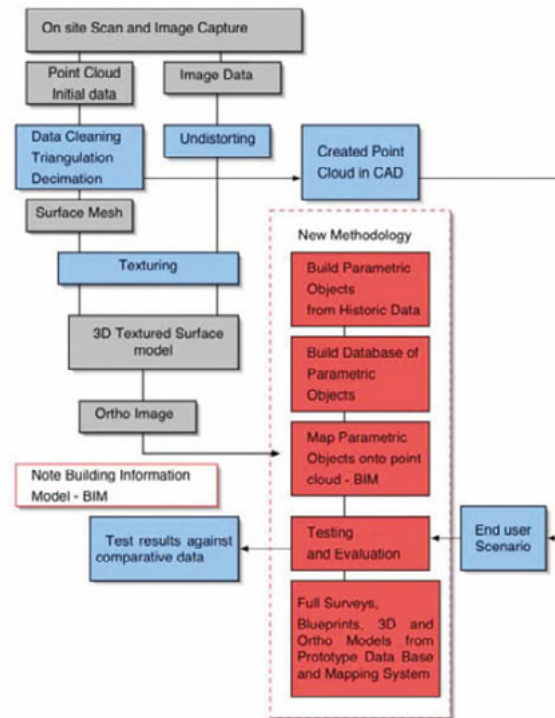 On site Scan and Image Capture
Point Cloud
Initial data
Image Data
Data Cleaning
Triangulation
Decimation
Undistorting
Created Point
Cloud in CAD
Surface Mesh
Texturing
3D Textured Surface
model
Ortho Image
Note Building Information
Model - BIM
New Methodology
Build Parametric
Objects
from Historic Data
Build Database of
Parametric
Objects
Map Parametric
Objects onto point
cloud - BIM
Testing
and Evaluation
End user
Scenario
Test results against
comparative data
Full Surveys,
Blueprints, 3D and
Ortho Models from
Prototype Data Base
and Mapping System